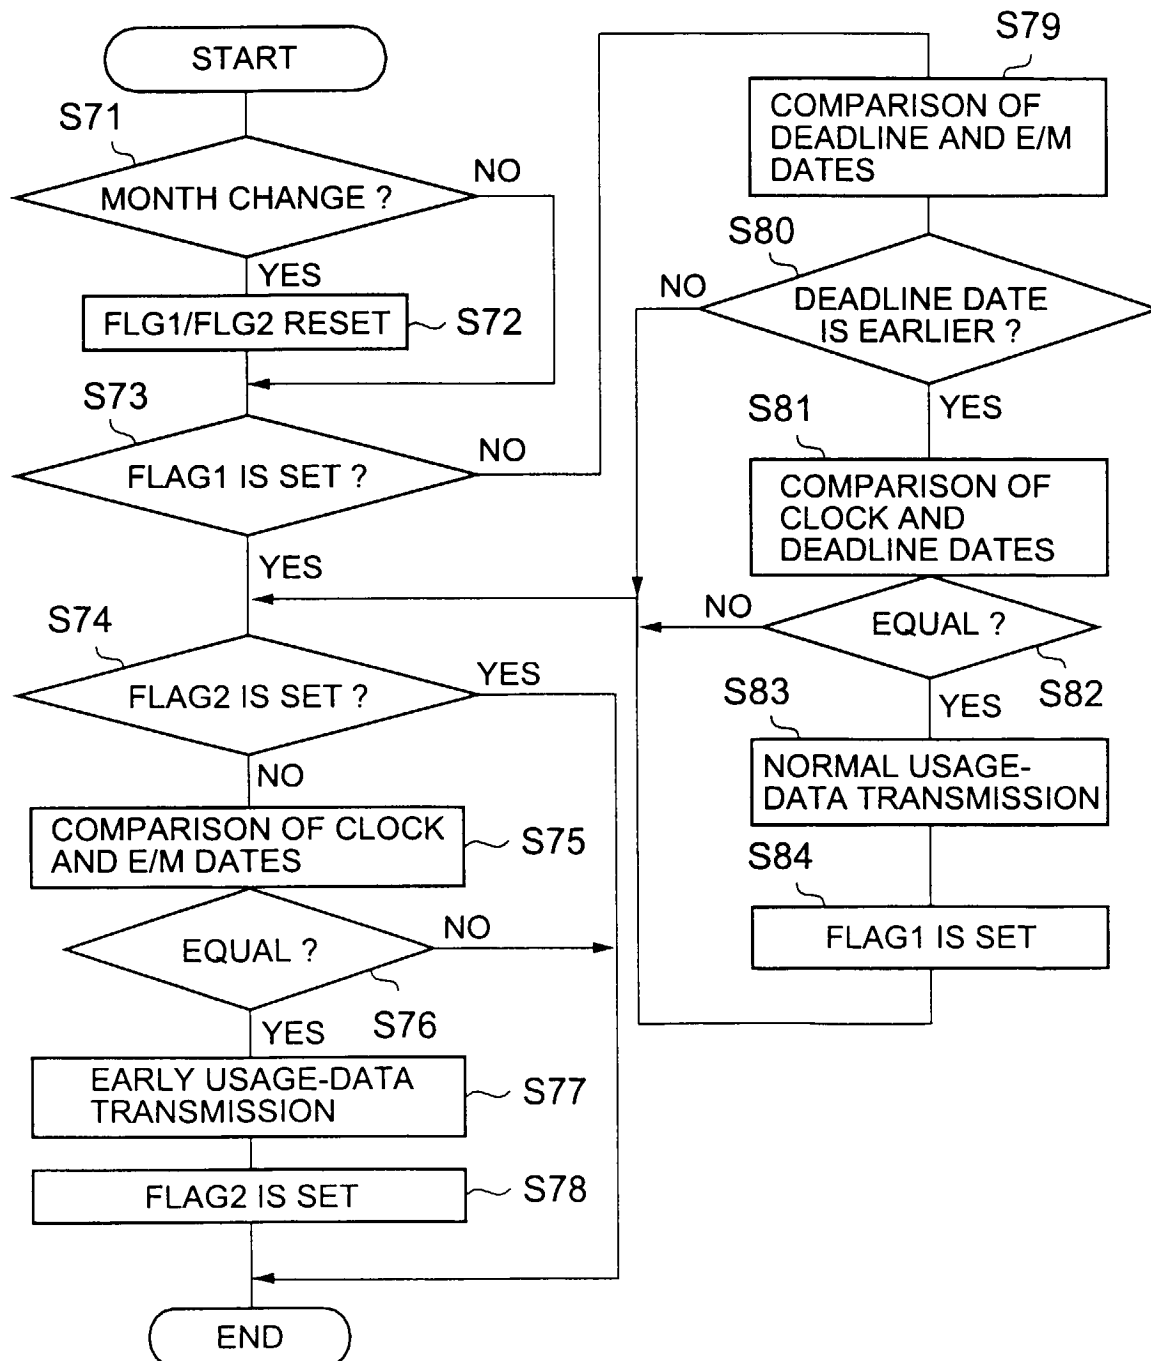 START
S71
MONTH CHANGE ?
NO
YES
FLG1/FLG2 RESET
S72
S73
FLAG1 IS SET ?
NO
YES
S74
FLAG2 IS SET ?
YES
NO
COMPARISON OF CLOCK
AND E/M DATES
S75
EQUAL ?
NO
S76
YES
EARLY USAGE-DATA
TRANSMISSION
S77
FLAG2 IS SET
S78
END
S79
COMPARISON OF
DEADLINE AND E/M
DATES
S80
NO
DEADLINE DATE
IS EARLIER ?
YES
S81
COMPARISON OF
CLOCK AND
DEADLINE DATES
NO
EQUAL ?
S82
YES
S83
NORMAL USAGE-
DATA TRANSMISSION
S84
FLAG1 IS SET